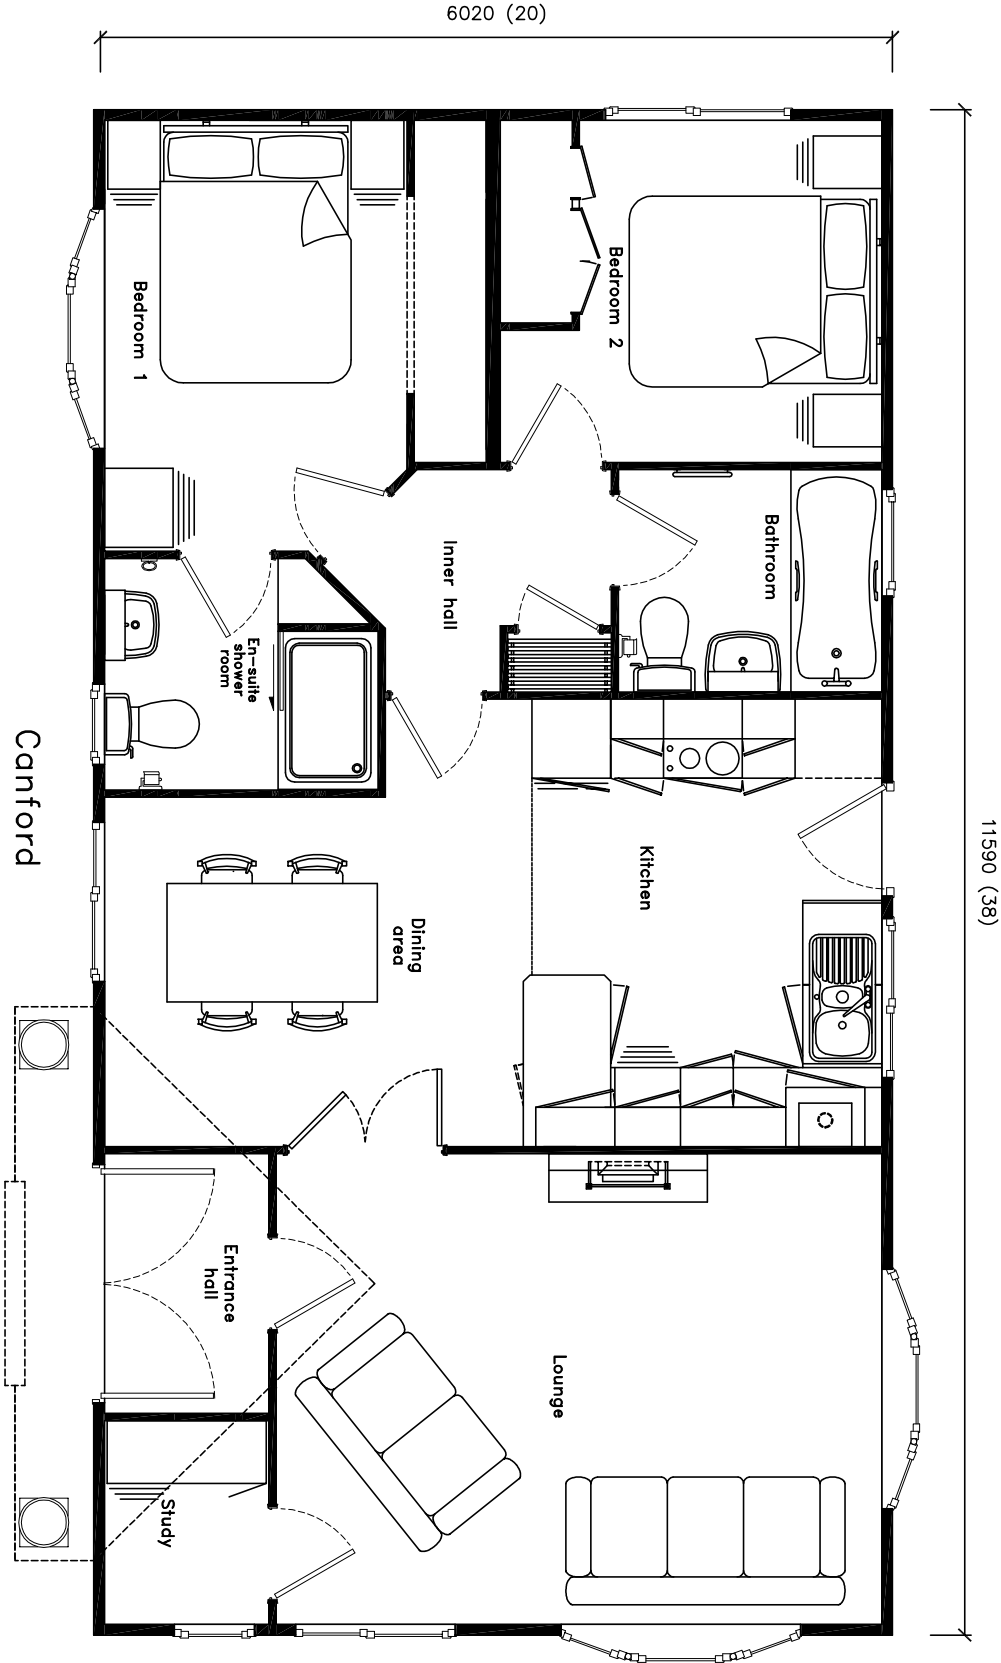 6020 (20)
11590 (38)
Bedroom 2
Bedroom 1
Bathroom
Inner hall
En-suite
shower
room
Kitchen
Dining
area
Entrance
hall
Lounge
Study
Canford